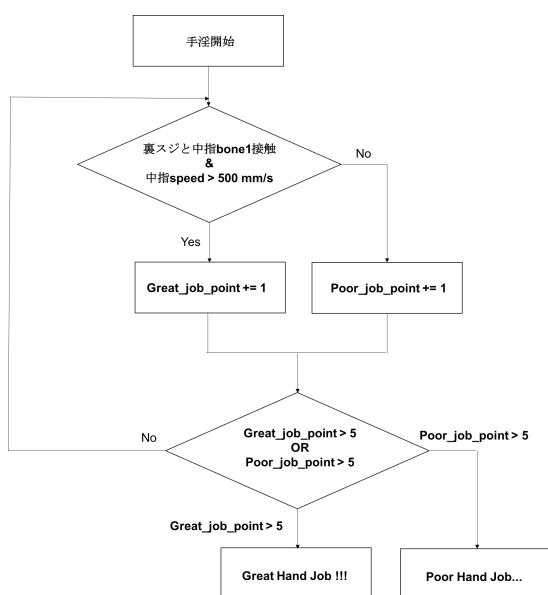 手淫開始
裏スジと中指bone1接触
&
中指speed > 500 mm/s
No
Yes
Great_job_point += 1
Poor_job_point += 1
Great_job_point > 5
OR
Poor_job_point > 5
No
Poor_job_point > 5
Great_job_point > 5
Great Hand Job !!!
Poor Hand Job...